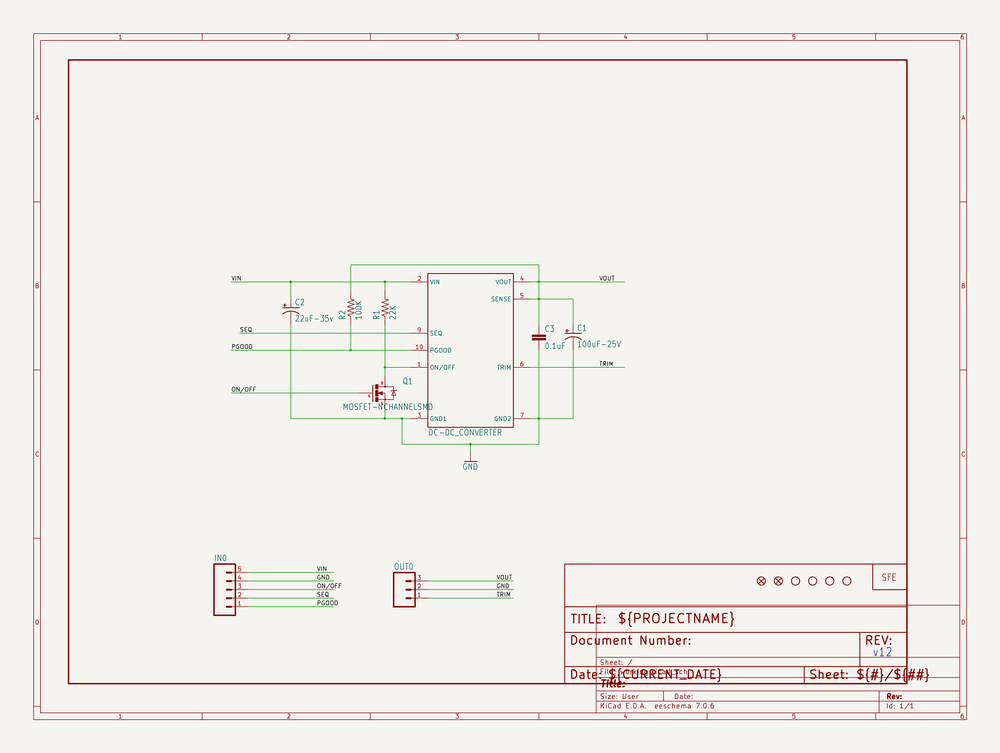 1 2 3 4 5 6
A A
B B
C C
D D
VIN
2 VIN
VOUT 4
VOUT
SENSE 5
C2
22uF-35v
R2 100K
R1 22K
SEQ
9 SEQ
C3
0.1uF
C1
100uF-25V
PGOOD
10 PGOOD
1 ON/OFF
TRIM 6
TRIM
Q1
ON/OFF
MOSFET-NCHANNELSMD
3 GND1
GND2 7
DC-DC_CONVERTER
GND
IN0
5 VIN
4 GND
3 ON/OFF
2 SEQ
1 PGOOD
OUT0
3 VOUT
2 GND
1 TRIM
SFE
TITLE: ${PROJECTNAME}
Document Number:
REV:
v12
Sheet: /
Date: ${CURRENT_DATE}
Sheet: ${#}/${##}
Title:
Size: User Date: Rev:
KiCad E.D.A. eeschema 7.0.6 Id: 1/1
1 2 3 4 5 6